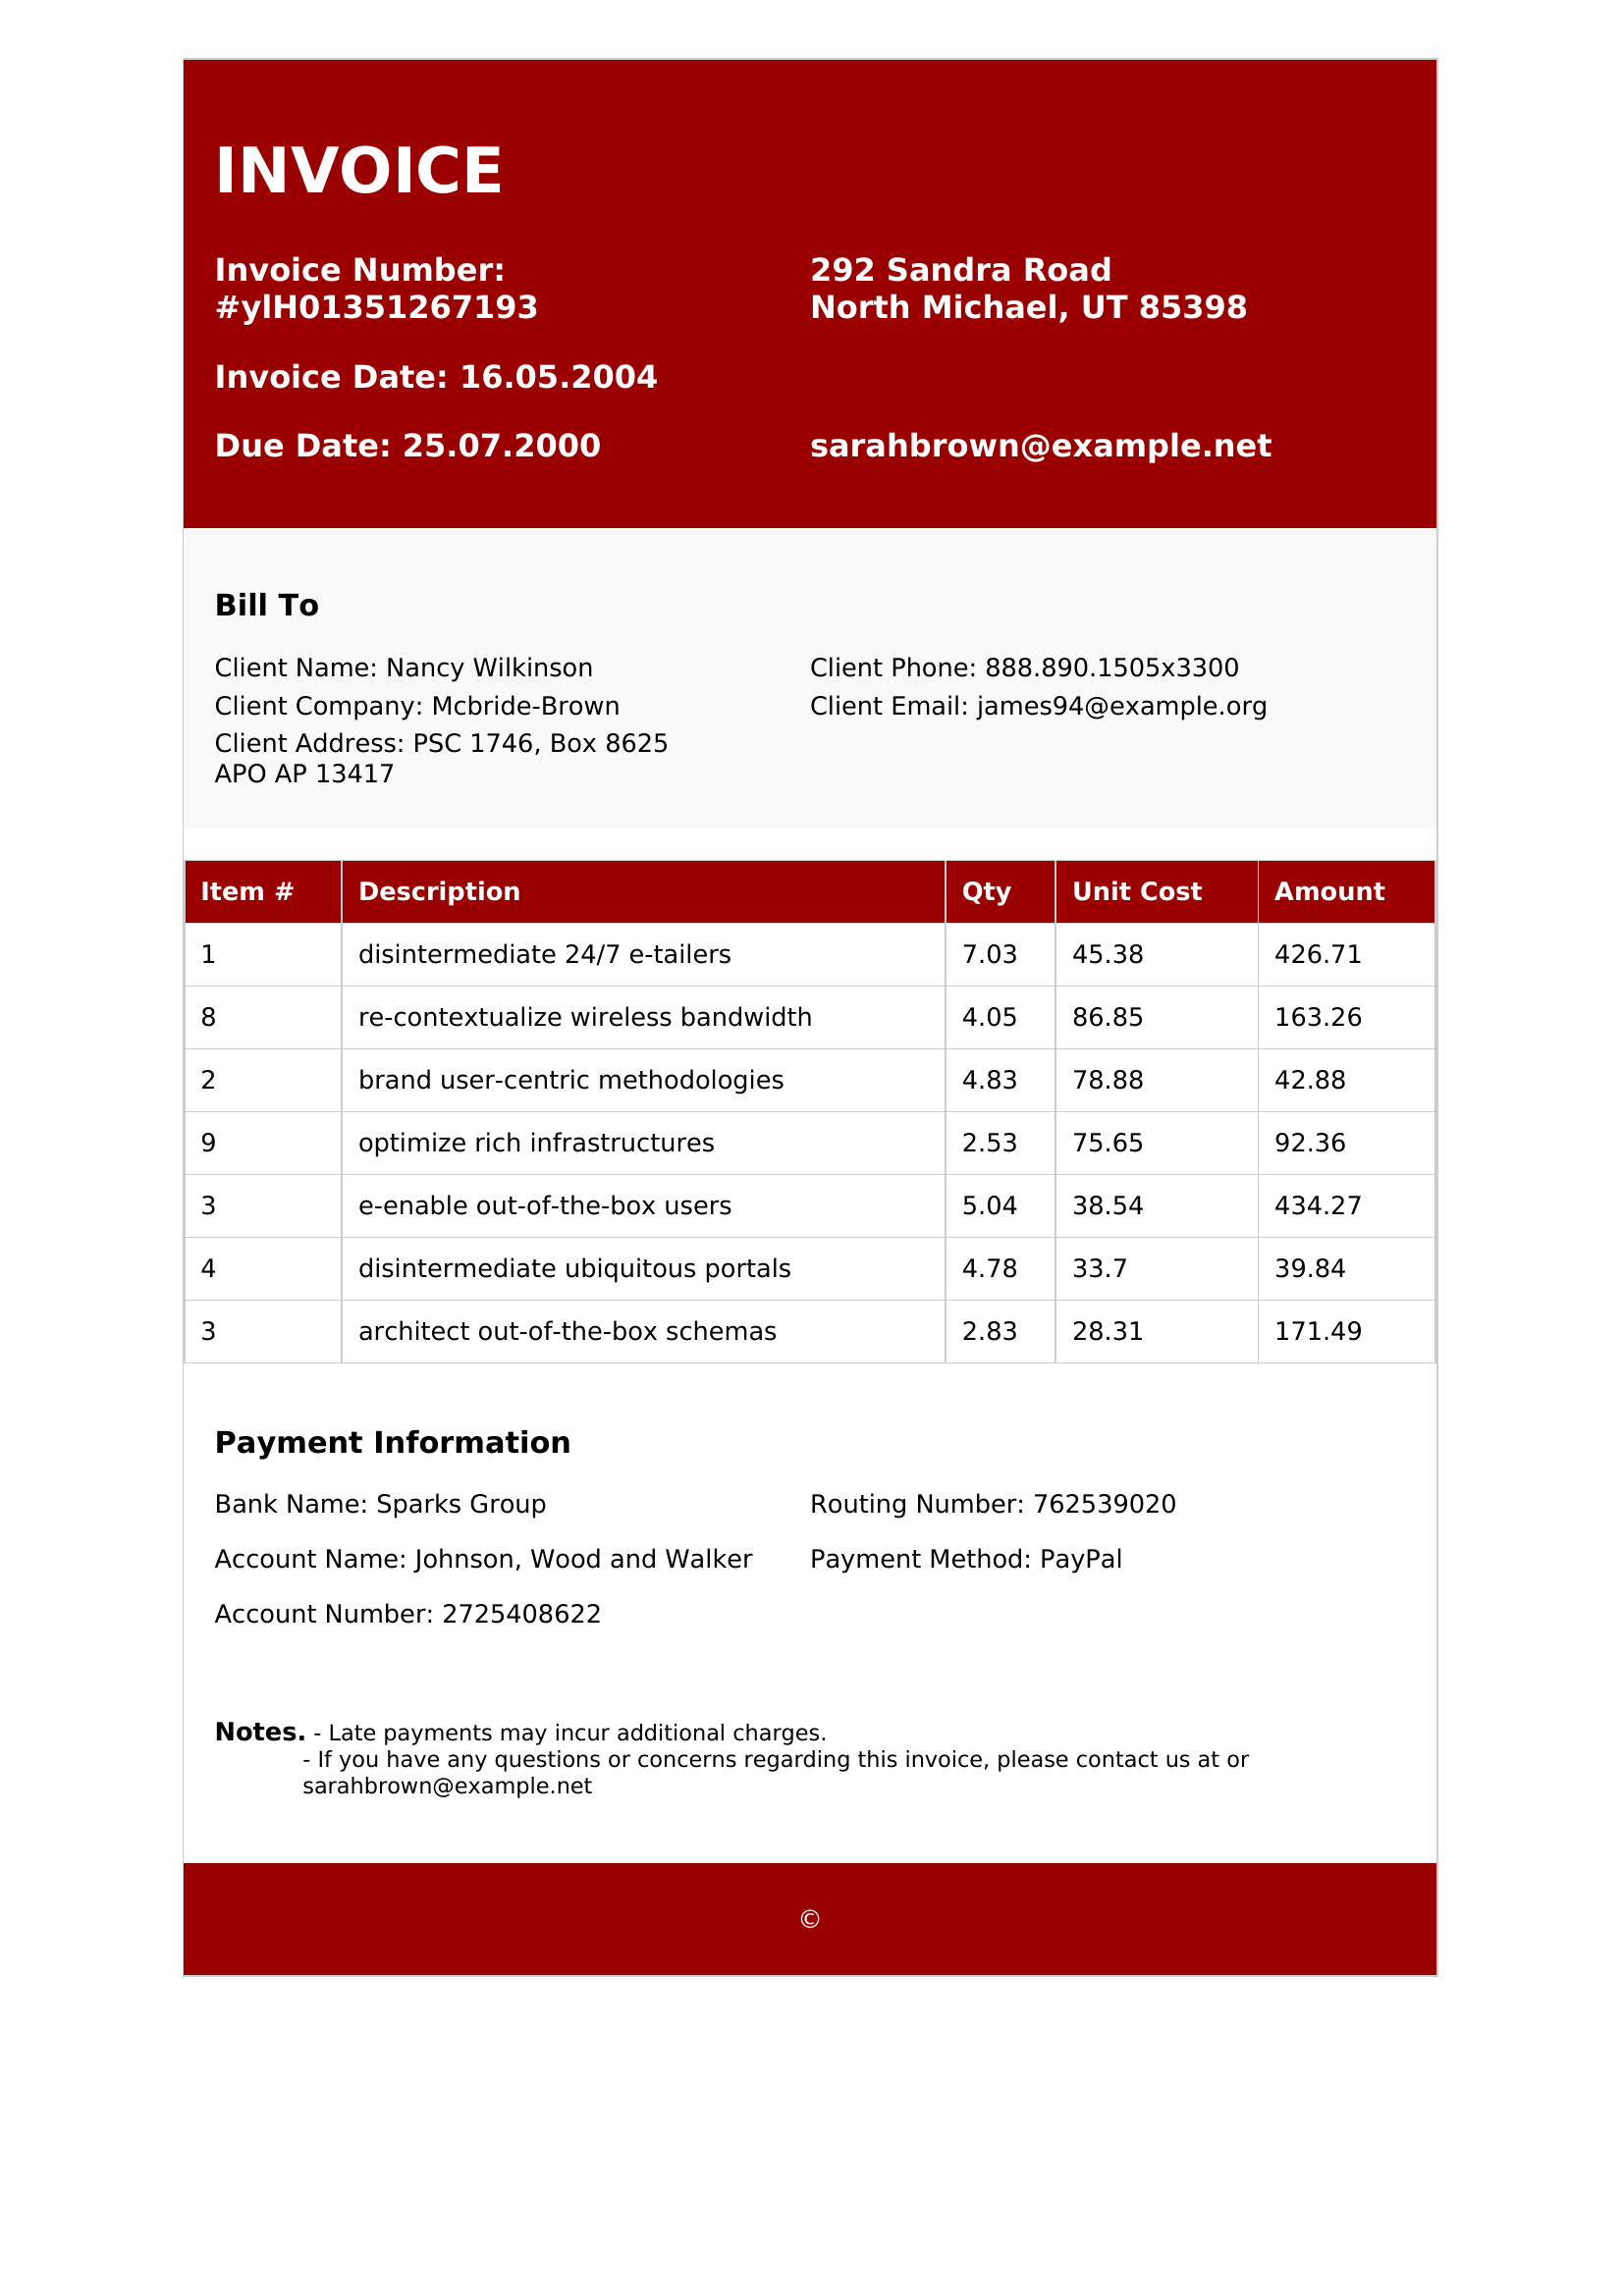 INVOICE
Invoice Number:
#ylH01351267193
292 Sandra Road
North Michael, UT 85398
Invoice Date: 16.05.2004
Due Date: 25.07.2000
sarahbrown@example.net
Bill To
Client Name: Nancy Wilkinson
Client Company: Mcbride-Brown
Client Address: PSC 1746, Box 8625
APO AP 13417
Client Phone: 888.890.1505x3300
Client Email: james94@example.org
Item # Description Qty Unit Cost Amount
1 disintermediate 24/7 e-tailers 7.03 45.38 426.71
8 re-contextualize wireless bandwidth 4.05 86.85 163.26
2 brand user-centric methodologies 4.83 78.88 42.88
9 optimize rich infrastructures 2.53 75.65 92.36
3 e-enable out-of-the-box users 5.04 38.54 434.27
4 disintermediate ubiquitous portals 4.78 33.7 39.84
3 architect out-of-the-box schemas 2.83 28.31 171.49
Payment Information
Bank Name: Sparks Group
Account Name: Johnson, Wood and Walker
Account Number: 2725408622
Routing Number: 762539020
Payment Method: PayPal
Notes. - Late payments may incur additional charges.
- If you have any questions or concerns regarding this invoice, please contact us at or
sarahbrown@example.net
©